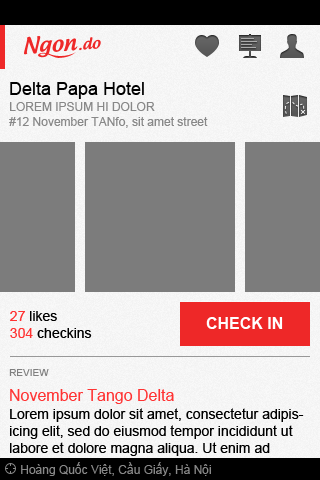 Ngon.do
Delta Papa Hotel
LOREM IPSUM HI DOLOR
#12 November TANfo, sit amet street
27 likes
304 checkins
CHECK IN
REVIEW
November Tango Delta
Lorem ipsum dolor sit amet, consectetur adipis-
icing elit, sed do eiusmod tempor incididunt ut
labore et dolore magna aliqua. Ut enim ad
Hoàng Quốc Việt, Cầu Giấy, Hà Nội